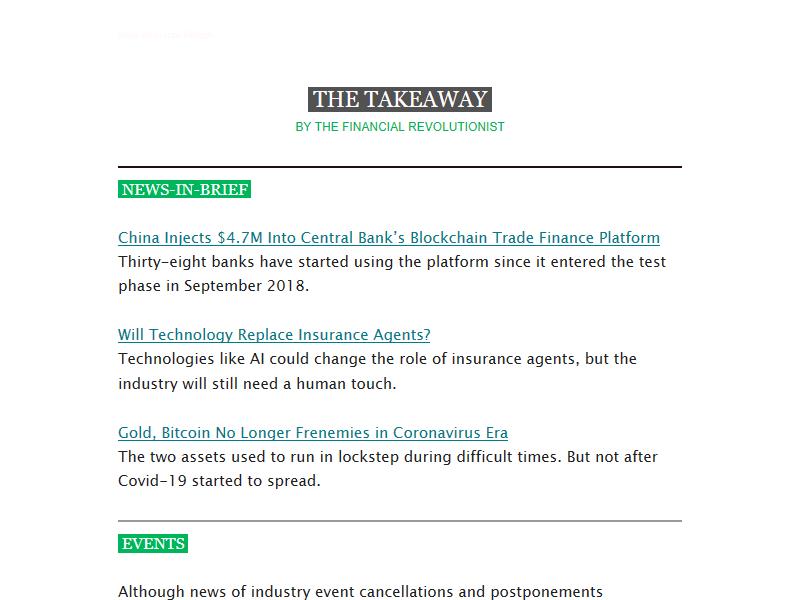 THE TAKEAWAY
BY THE FINANCIAL REVOLUTIONIST
NEWS-IN-BRIEF
China Injects $4.7M Into Central Bank’s Blockchain Trade Finance Platform
Thirty-eight banks have started using the platform since it entered the test
phase in September 2018.
Will Technology Replace Insurance Agents?
Technologies like AI could change the role of insurance agents, but the
industry will still need a human touch.
Gold, Bitcoin No Longer Frenemies in Coronavirus Era
The two assets used to run in lockstep during difficult times. But not after
Covid-19 started to spread.
EVENTS
Although news of industry event cancellations and postponements